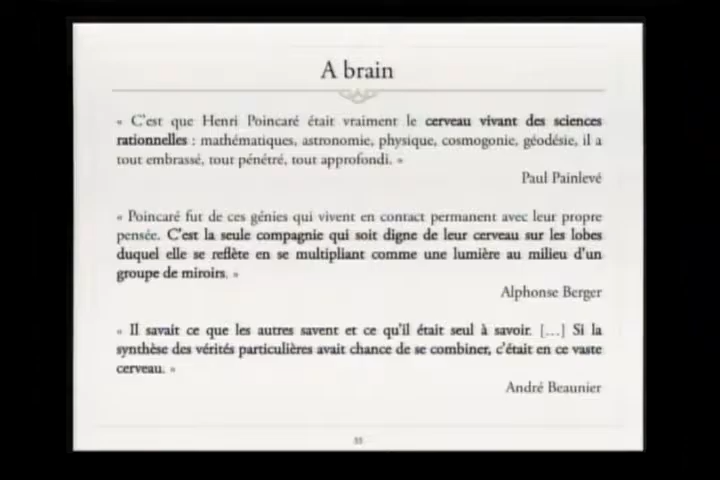 A brain
« C'est que Henri Poincaré était vraiment le cerveau vivant des sciences
rationnelles : mathématiques, astronomie, physique, cosmogonie, géodésie, il a
tout embrassé, tout pénétré, tout approfondi. »
Paul Painlevé
« Poincaré fut de ces génies qui vivent en contact permanent avec leur propre
pensée. C'est la seule compagnie qui soit digne de leur cerveau sur les lobes
duquel elle se reflète en se multipliant comme une lumière au milieu d'un
groupe de miroirs. »
Alphonse Berger
« Il savait ce que les autres savent et ce qu'il était seul à savoir. […] Si la
synthèse des vérités particulières avait chance de se combiner, c'était en ce vaste
cerveau. »
André Beaunier